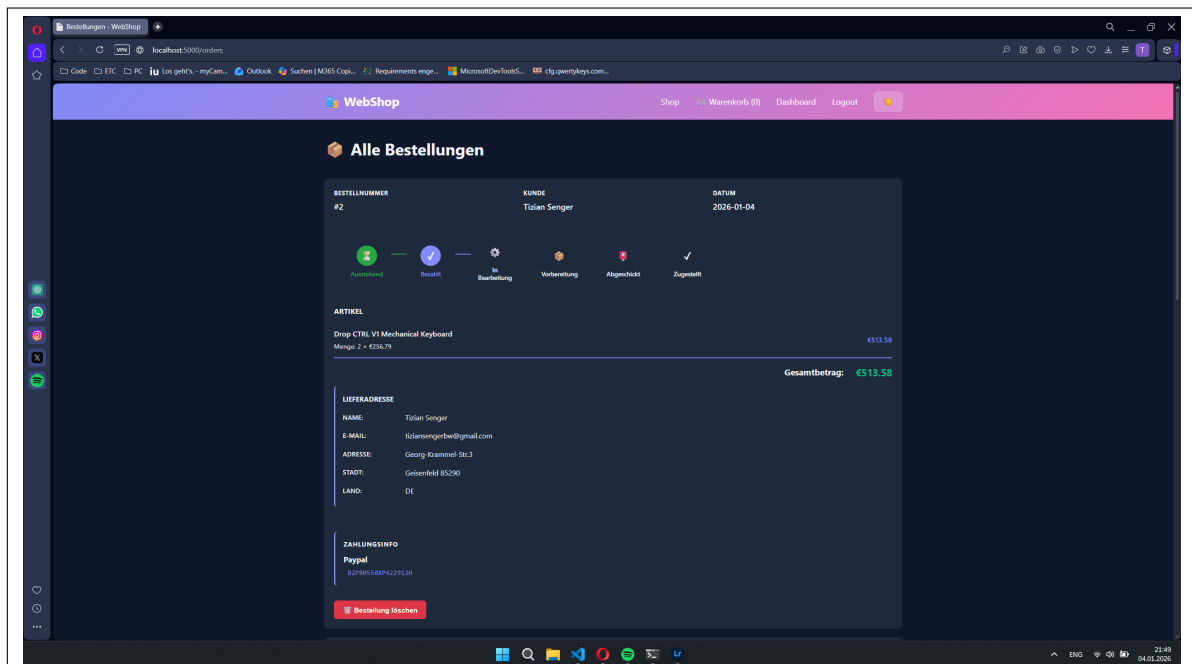 Bestellungen - WebShop
VPN localhost:5000/orders
Code ETC PC iu Los geht's. - myCam... Outlook Suchen | M365 Copi... Requirements enge... MicrosoftDevToolsS... cfg.qwertykeys.com...
T
WebShop Shop Warenkorb (0) Dashboard Logout
Alle Bestellungen
BESTELLNUMMER KUNDE DATUM
#2 Tizian Senger 2026-01-04
Ausstehend Bezahlt In Bearbeitung Vorbereitung Abgeschickt Zugestellt
ARTIKEL
Drop CTRL V1 Mechanical Keyboard
Menge: 2 × €256.79 €513.58
Gesamtbetrag: €513.58
LIEFERADRESSE
NAME: Tizian Senger
E-MAIL: tiziansengerbw@gmail.com
ADRESSE: Georg-Krammel-Str.3
STADT: Geisenfeld 85290
LAND: DE
ZAHLUNGSINFO
Paypal
82P80558XP422912H
Bestellung löschen
Lr
ENG 21:49
04.01.2026